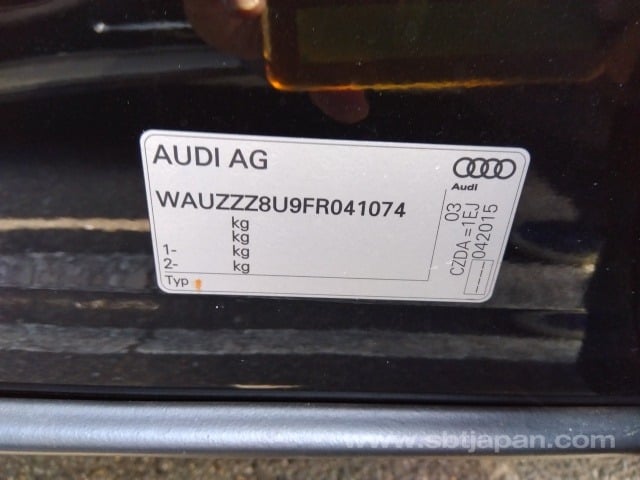 AUDI AG
Audi
WAUZZZ8U9FR041074
kg
kg
1- kg
2- kg
Typ
03
CZDA =1EJ
----/042015
www.sbtjapan.com